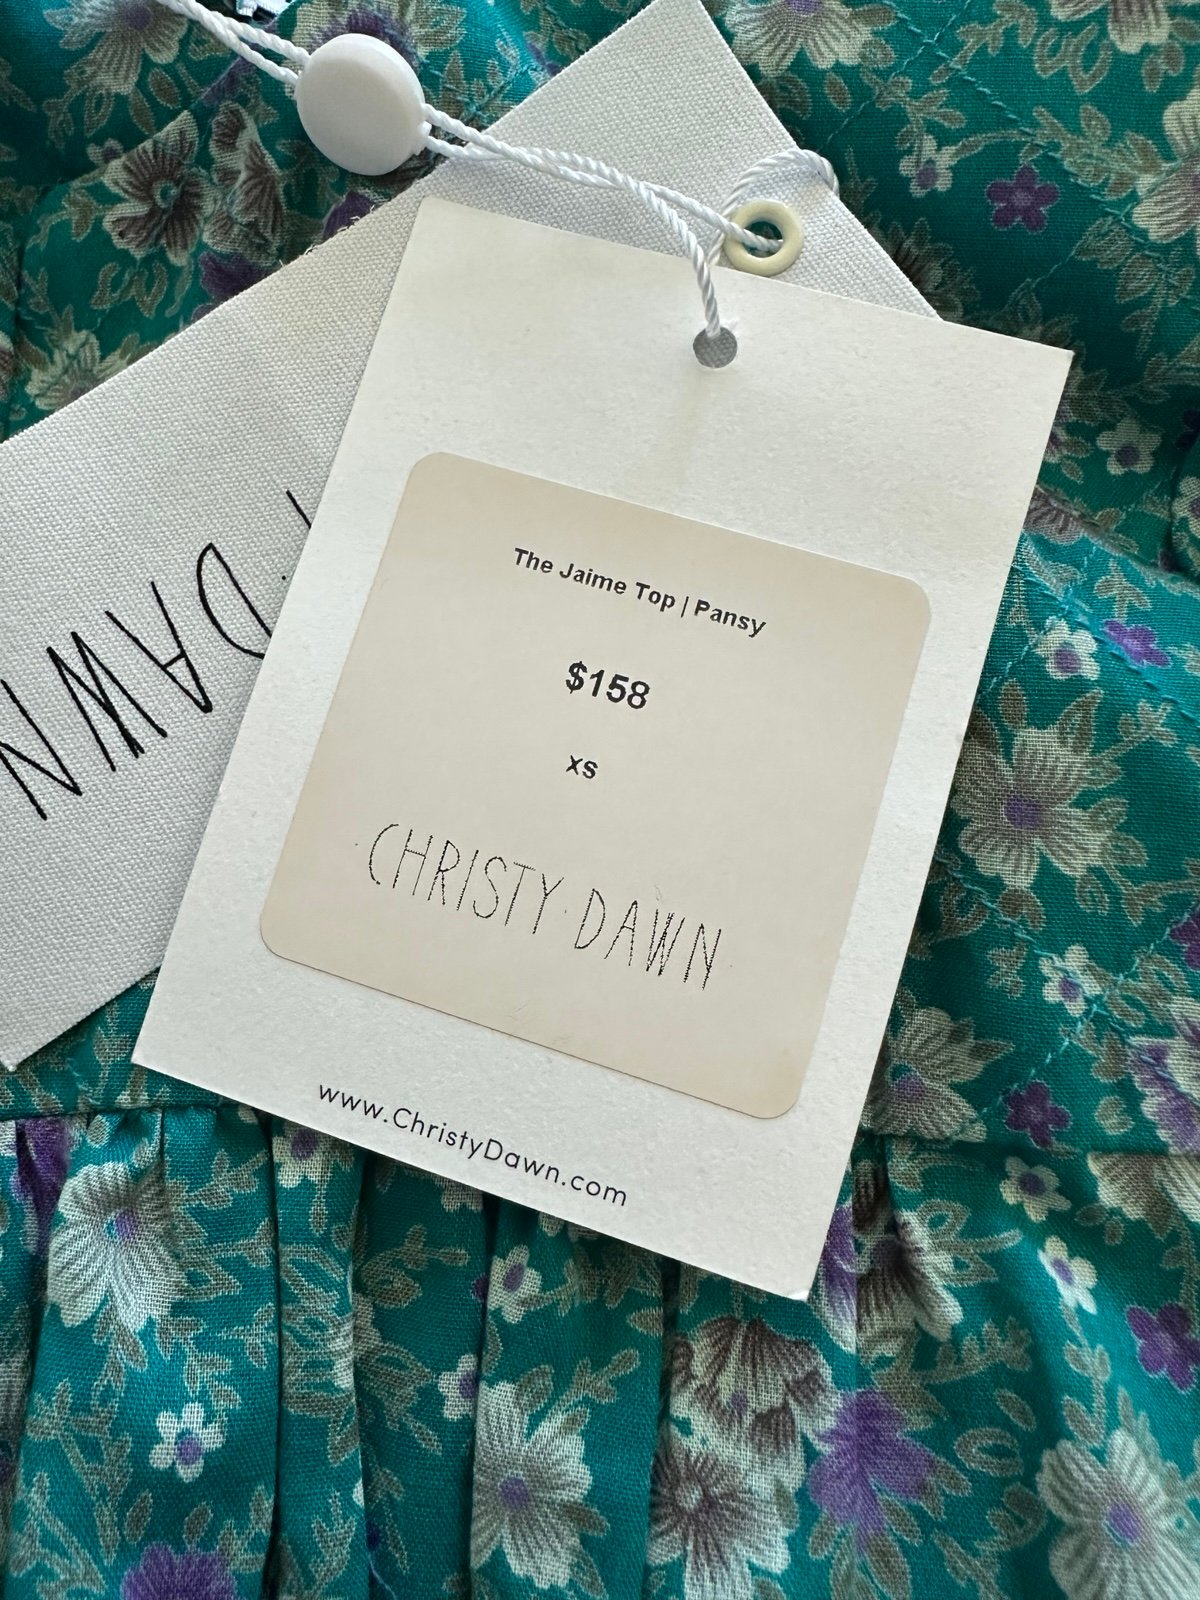 The Jaime Top | Pansy
$158
xs
CHRISTY DAWN
www.ChristyDawn.com
DAWN